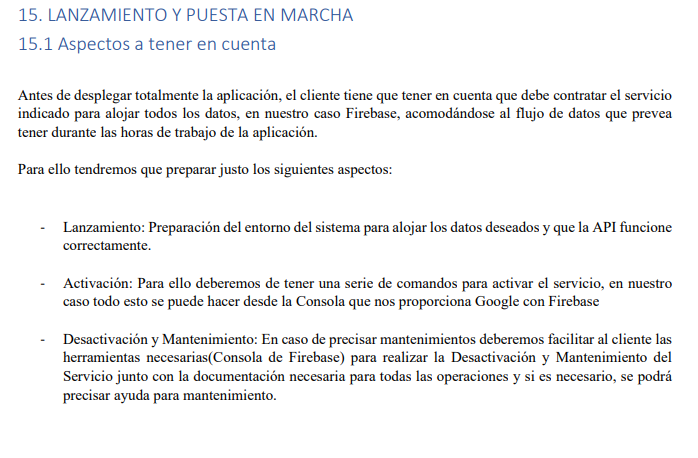 15. LANZAMIENTO Y PUESTA EN MARCHA
15.1 Aspectos a tener en cuenta
Antes de desplegar totalmente la aplicación, el cliente tiene que tener en cuenta que debe contratar el servicio
indicado para alojar todos los datos, en nuestro caso Firebase, acomodándose al flujo de datos que prevea
tener durante las horas de trabajo de la aplicación.
Para ello tendremos que preparar justo los siguientes aspectos:
- Lanzamiento: Preparación del entorno del sistema para alojar los datos deseados y que la API funcione
correctamente.
- Activación: Para ello deberemos de tener una serie de comandos para activar el servicio, en nuestro
caso todo esto se puede hacer desde la Consola que nos proporciona Google con Firebase
- Desactivación y Mantenimiento: En caso de precisar mantenimientos deberemos facilitar al cliente las
herramientas necesarias(Consola de Firebase) para realizar la Desactivación y Mantenimiento del
Servicio junto con la documentación necesaria para todas las operaciones y si es necesario, se podrá
precisar ayuda para mantenimiento.